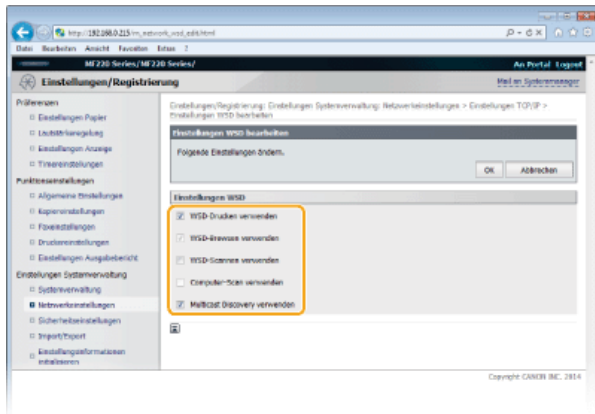 http://192.168.0.215/m_network_wsd_edit.html
Datei Bearbeiten Ansicht Favoriten Extras ?
MF220 Series/MF220 Series/
An Portal Logout
Einstellungen/Registrierung
Mail an Systemmanager
Präferenzen
Einstellungen Papier
Lautstärkeregelung
Einstellungen Anzeige
Timereinstellungen
Funktionseinstellungen
Allgemeine Einstellungen
Kopiereinstellungen
Faxeinstellungen
Druckereinstellungen
Einstellungen Ausgabebericht
Einstellungen Systemverwaltung
Systemverwaltung
Netzwerkeinstellungen
Sicherheitseinstellungen
Import/Export
Einstellungsinformationen
initialisieren
Einstellungen/Registrierung: Einstellungen Systemverwaltung: Netzwerkeinstellungen > Einstellungen TCP/IP >
Einstellungen WSD bearbeiten
Einstellungen WSD bearbeiten
Folgende Einstellungen ändern.
OK Abbrechen
Einstellungen WSD
WSD-Drucken verwenden
WSD-Browsen verwenden
WSD-Scannen verwenden
Computer-Scan verwenden
Multicast Discovery verwenden
Copyright CANON INC. 2014